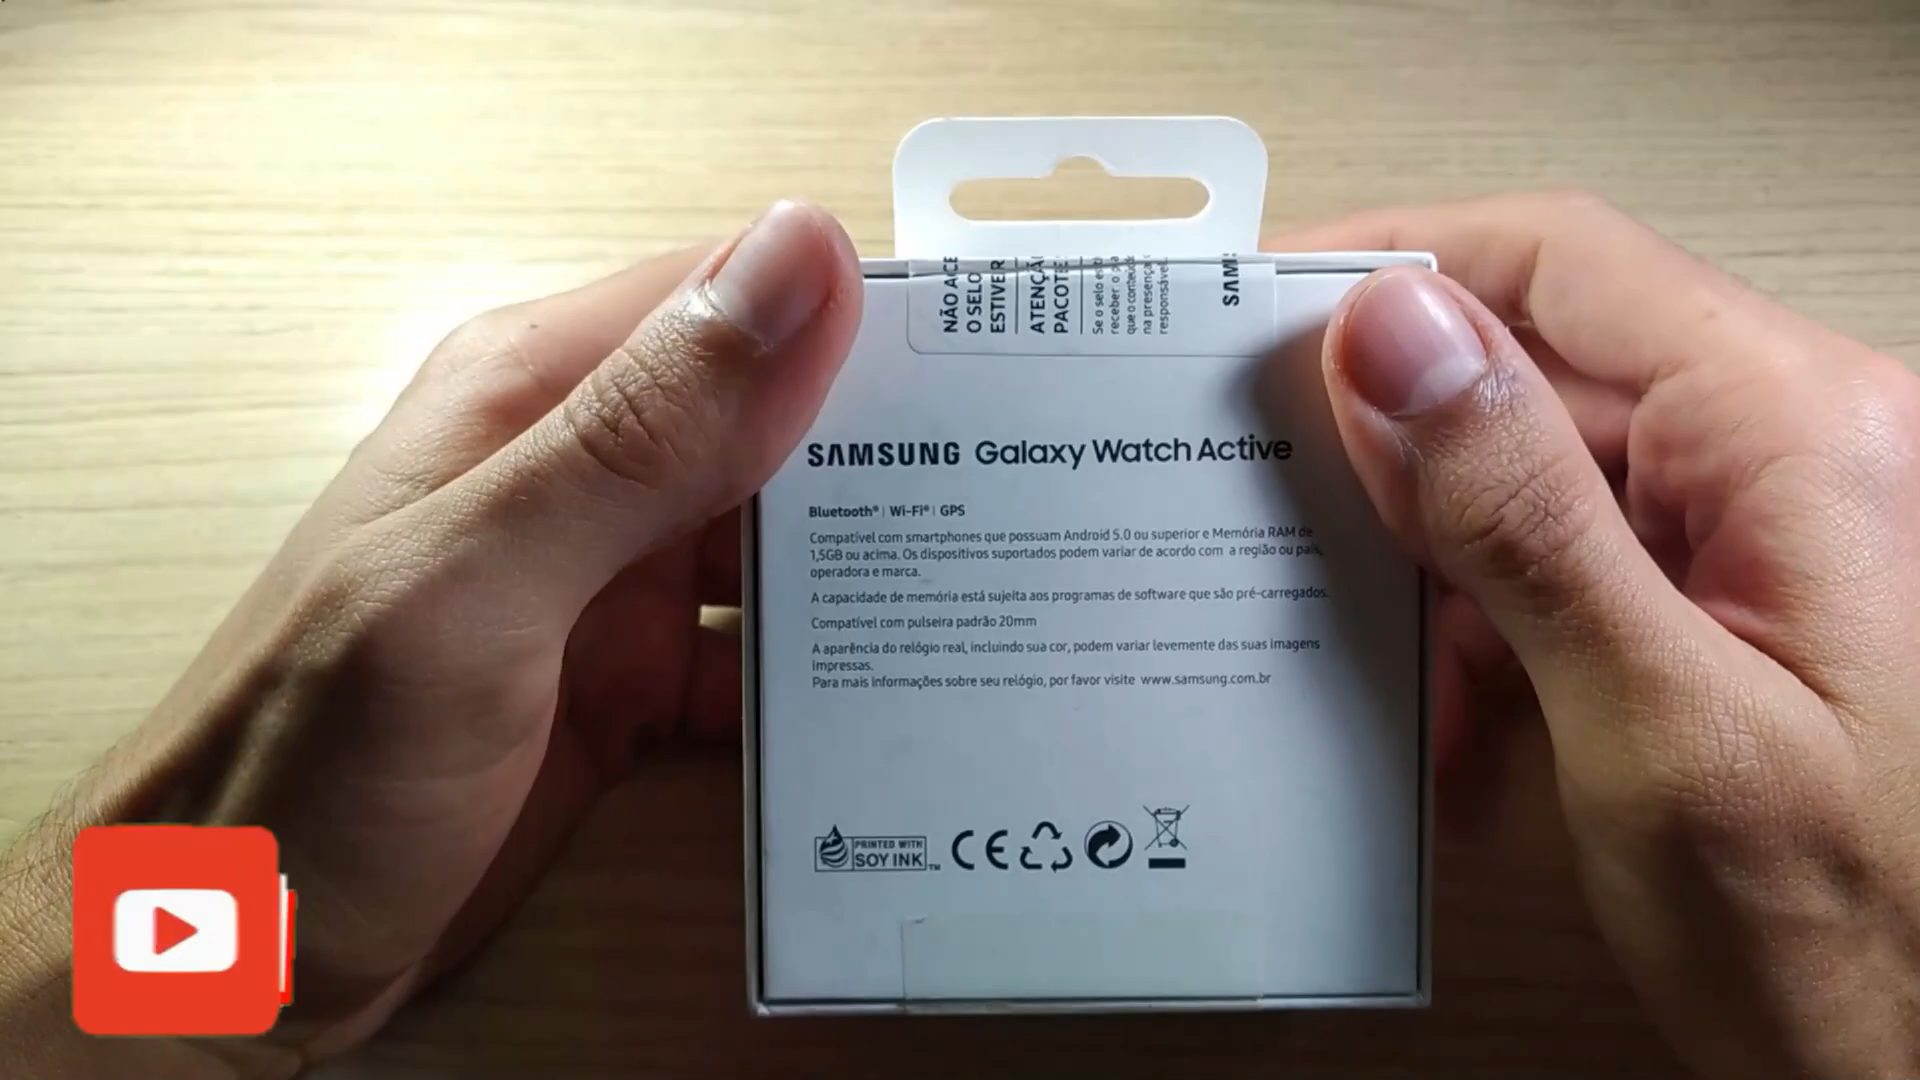 NÃO ACE
O SELO
ESTIVER R
ATENÇÃ
PACOTE
Se o selo
receber o
que o conteúdo
na presença
responsável.
SAMS
SAMSUNG Galaxy Watch Active
Bluetooth® | Wi-Fi® | GPS
Compatível com smartphones que possuam Android 5.0 ou superior e Memória RAM de
1,5GB ou acima. Os dispositivos suportados podem variar de acordo com a região ou país,
operadora e marca.
A capacidade de memória está sujeita aos programas de software que são pré-carregados.
Compatível com pulseira padrão 20mm
A aparência do relógio real, incluindo sua cor, podem variar levemente das suas imagens
impressas.
Para mais informações sobre seu relógio, por favor visite www.samsung.com.br
PRINTED WITH
SOY INK™
CE